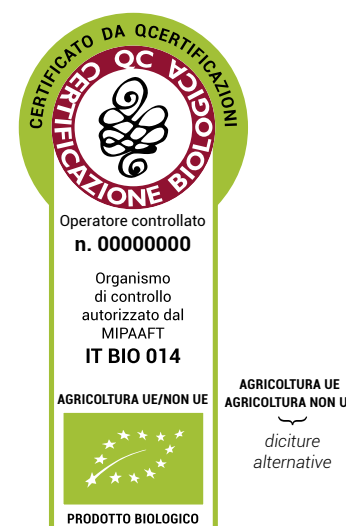 CERTIFICATO DA QCERTIFICAZIONI
QC CERTIFICAZIONE BIOLOGICA
Operatore controllato
n. 00000000
Organismo
di controllo
autorizzato dal
MIPAAFT
IT BIO 014
AGRICOLTURA UE/NON UE
PRODOTTO BIOLOGICO
AGRICOLTURA UE
AGRICOLTURA NON U
diciture
alternative